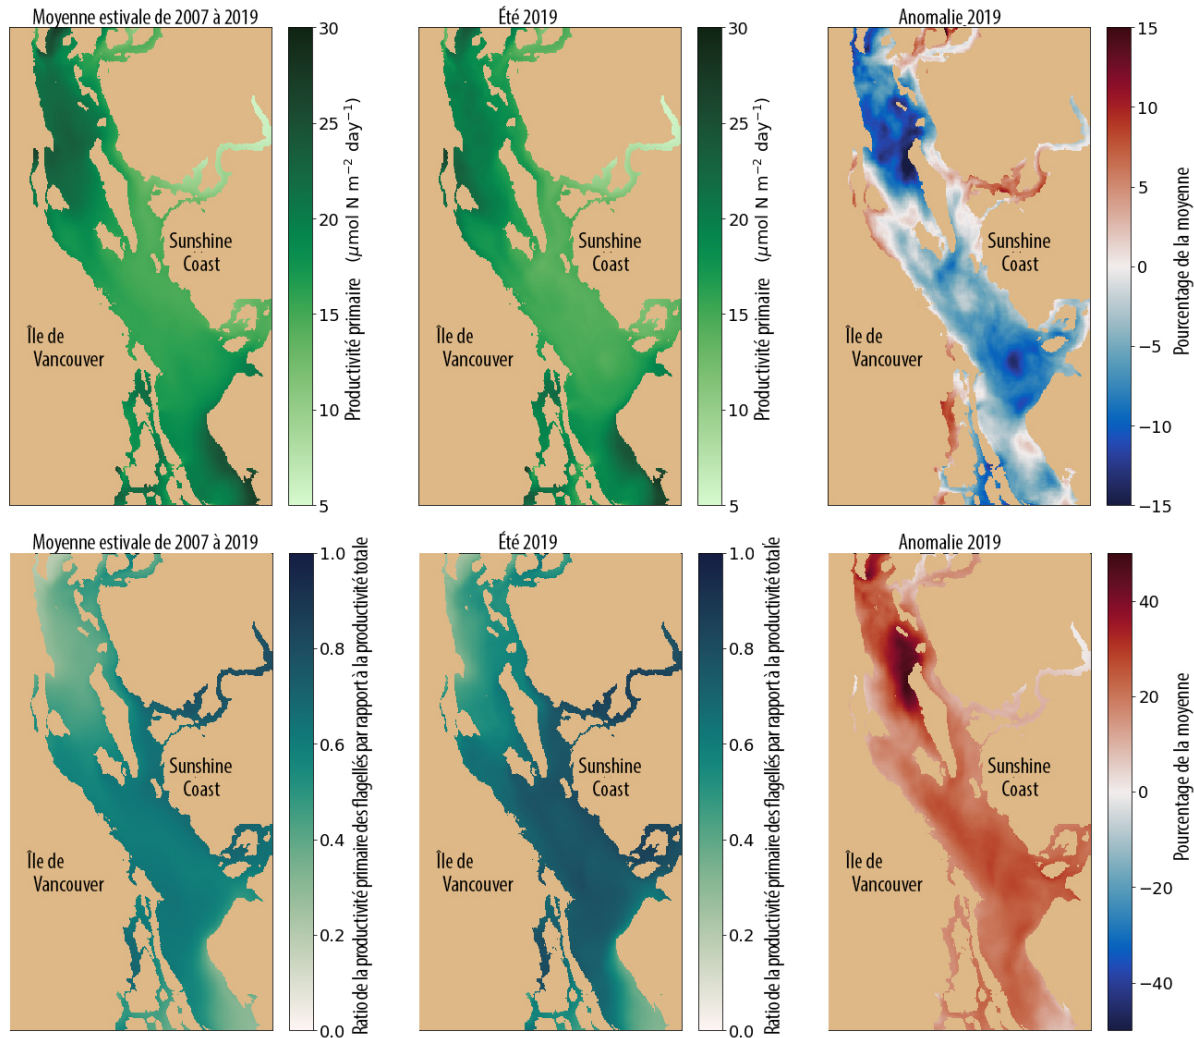 Moyenne estivale de 2007 à 2019
Été 2019
Anomalie 2019
30
25
20
15
10
5
Productivité primaire (μmol N m⁻² day⁻¹)
30
25
20
15
10
5
Productivité primaire (μmol N m⁻² day⁻¹)
15
10
5
0
−5
−10
−15
Pourcentage de la moyenne
Sunshine
Coast
Île de
Vancouver
Sunshine
Coast
Île de
Vancouver
Sunshine
Coast
Île de
Vancouver
Moyenne estivale de 2007 à 2019
Été 2019
Anomalie 2019
1.0
0.8
0.6
0.4
0.2
0.0
Ratio de la productivité primaire des flagellés par rapport à la productivité totale
1.0
0.8
0.6
0.4
0.2
0.0
Ratio de la productivité primaire des flagellés par rapport à la productivité totale
40
20
0
−20
−40
Pourcentage de la moyenne
Sunshine
Coast
Île de
Vancouver
Sunshine
Coast
Île de
Vancouver
Sunshine
Coast
Île de
Vancouver